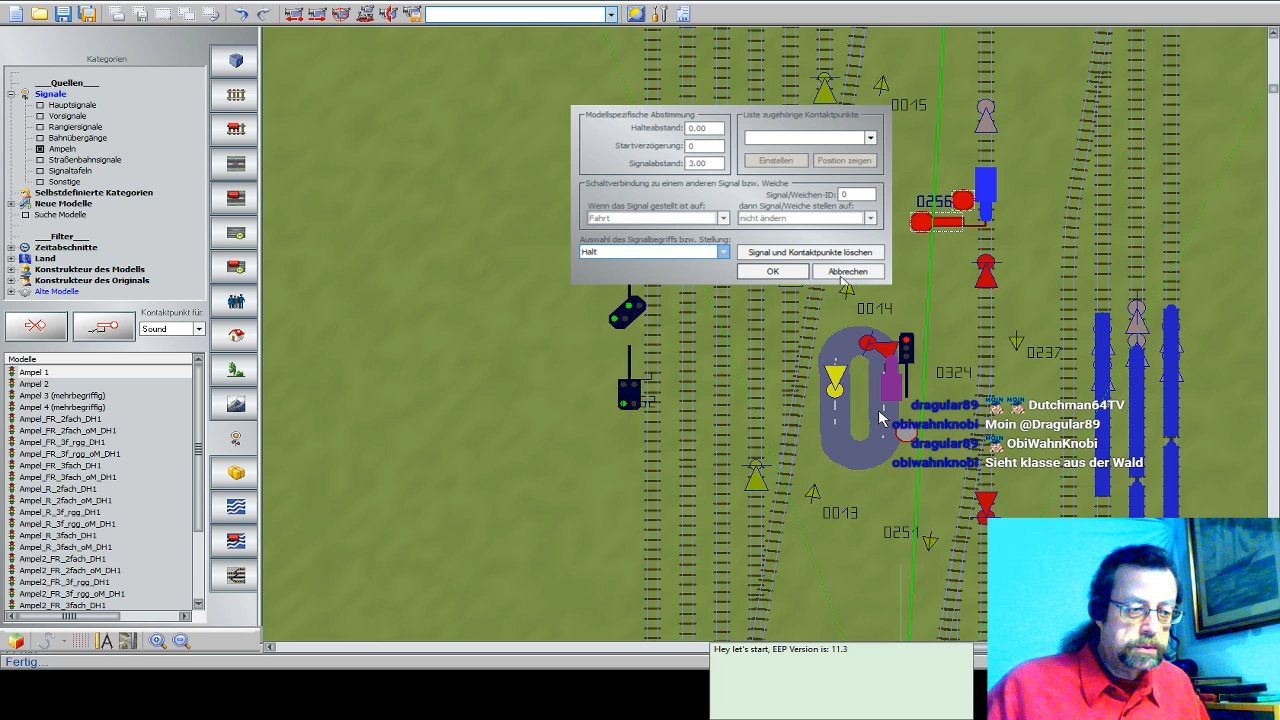 Kategorien
Quellen___
Signale
Hauptsignale
Vorsignale
Rangiersignale
Bahnübergänge
Ampeln
Straßenbahnsignale
Signaltafeln
Sonstige
Selbstdefinierte Kategorien
Neue Modelle
Suche Modelle
__Filter___
Zeitabschnitte
Land
Konstrukteur des Modells
Konstrukteur des Originals
Alte Modelle
Kontaktpunkt für:
Sound
Modelle
Ampel 1
Ampel 2
Ampel 3 (mehrbegriffig)
Ampel 4 (mehrbegriffig)
Ampel_FR_2fach_DH1
Ampel_FR_2fach_oM_DH1
Ampel_FR_3f_rgg_DH1
Ampel_FR_3f_rgg_oM_DH1
Ampel_FR_3fach_DH1
Ampel_FR_3fach_oM_DH1
Ampel_R_2fach_DH1
Ampel_R_2fach_oM_DH1
Ampel_R_3f_rgg_DH1
Ampel_R_3f_rgg_oM_DH1
Ampel_R_3fach_DH1
Ampel_R_3fach_oM_DH1
Ampel2_FR_2fach_DH1
Ampel2_FR_2fach_oM_DH1
Ampel2_FR_3f_rgg_DH1
Ampel2_FR_3f_rgg_oM_DH1
Ampel2_FR_3fach_DH1
Fertig...
Modellspezifische Abstimmung
Halteabstand: 0.00
Startverzögerung: 0
Signalabstand: 3.00
Liste zugehörige Kontaktpunkte
Einstellen
Position zeigen
Schaltverbindung zu einem anderen Signal bzw. Weiche
Signal/Weichen-ID: 0
Wenn das Signal gestellt ist auf:
dann Signal/Weiche stellen auf:
Fahrt
nicht ändern
Auswahl des Signalbegriffs bzw. Stellung:
Halt
Signal und Kontaktpunkte löschen
OK
Abbrechen
0015
0256
0014
0237
0324
0013
0251
dragular89 MOIN MOIN Dutchman64TV
obiwahnknobi Moin @Dragular89
dragular89 ObiWahnKnobi
obiwahnknobi Sieht klasse aus der Wald
Hey let's start, EEP Version is: 11.3